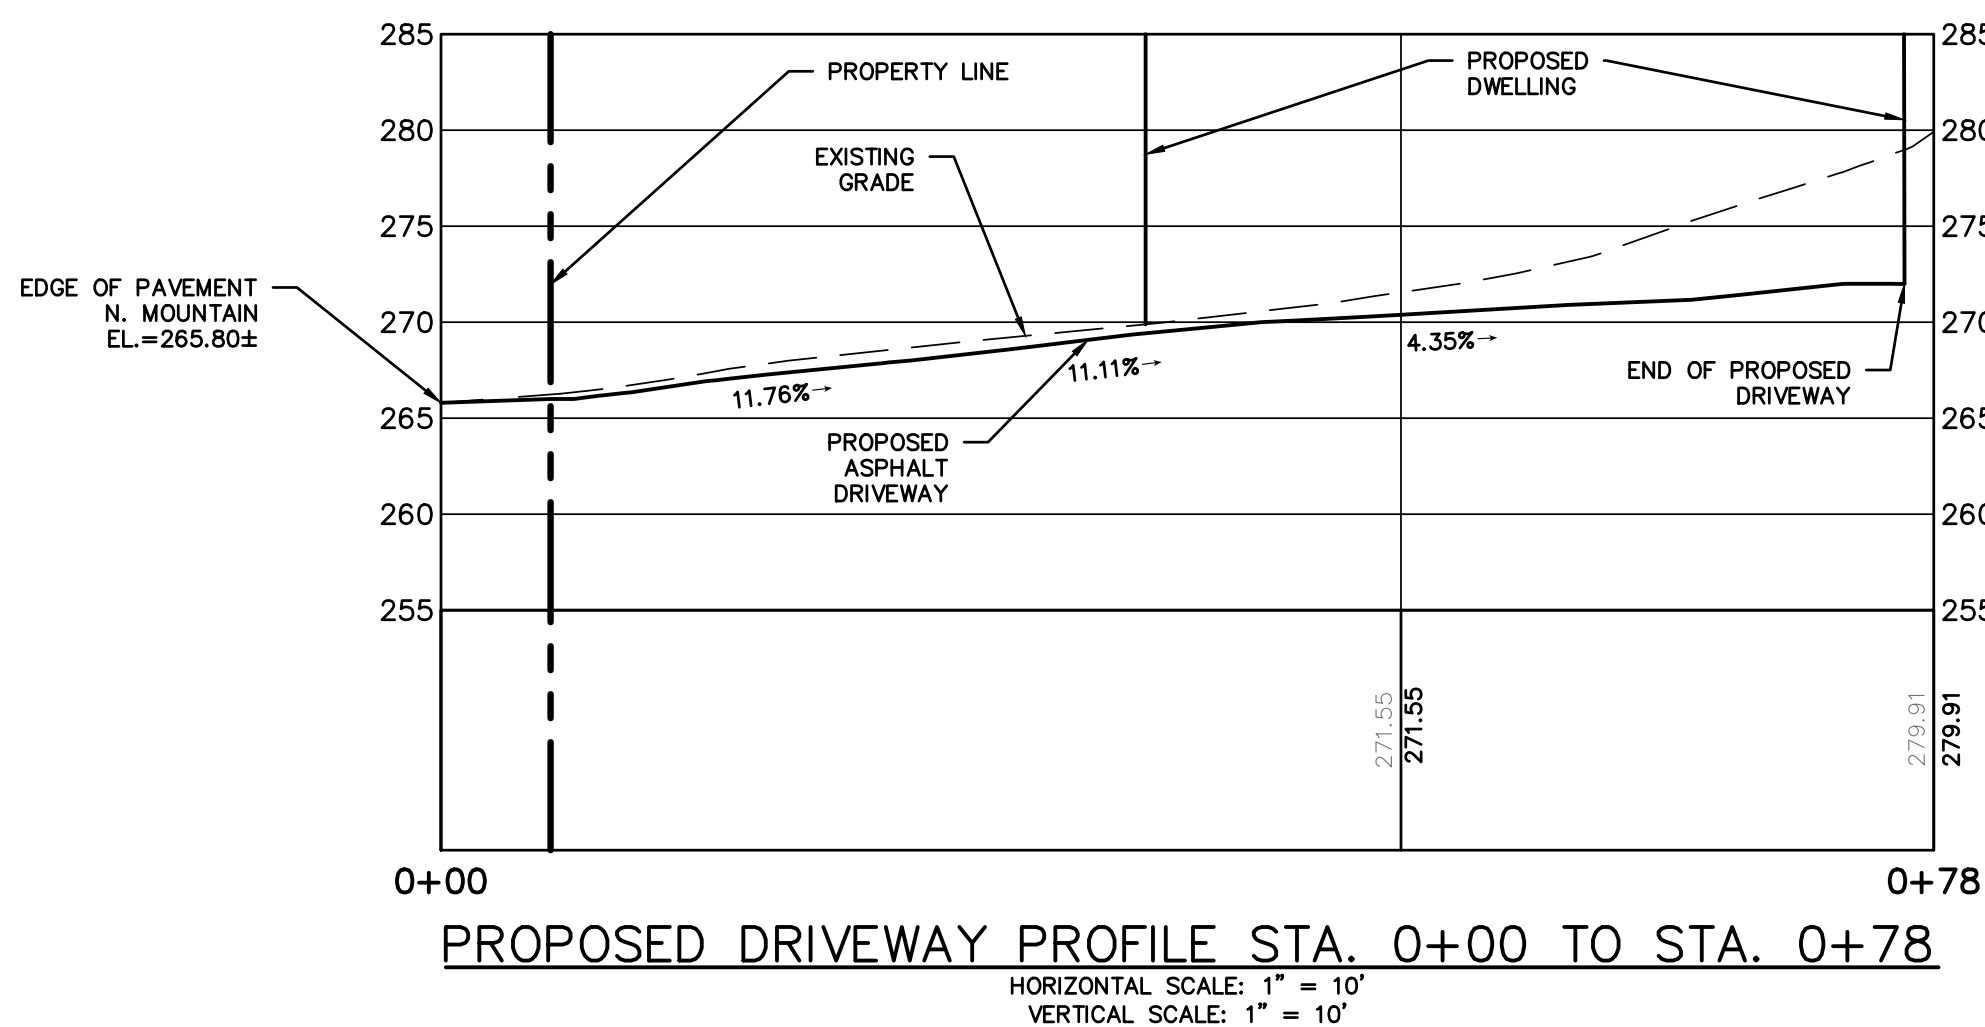 285
285
PROPERTY LINE
PROPOSED
DWELLING
280
280
EXISTING
GRADE
275
275
EDGE OF PAVEMENT
N. MOUNTAIN
EL.=265.80±
270
270
4.35%→
11.11%→
11.76%→
END OF PROPOSED
DRIVEWAY
265
265
PROPOSED
ASPHALT
DRIVEWAY
260
260
255
255
271.55
271.55
279.91
279.91
0+00
0+78
PROPOSED DRIVEWAY PROFILE STA. 0+00 TO STA. 0+78
HORIZONTAL SCALE: 1" = 10'
VERTICAL SCALE: 1" = 10'